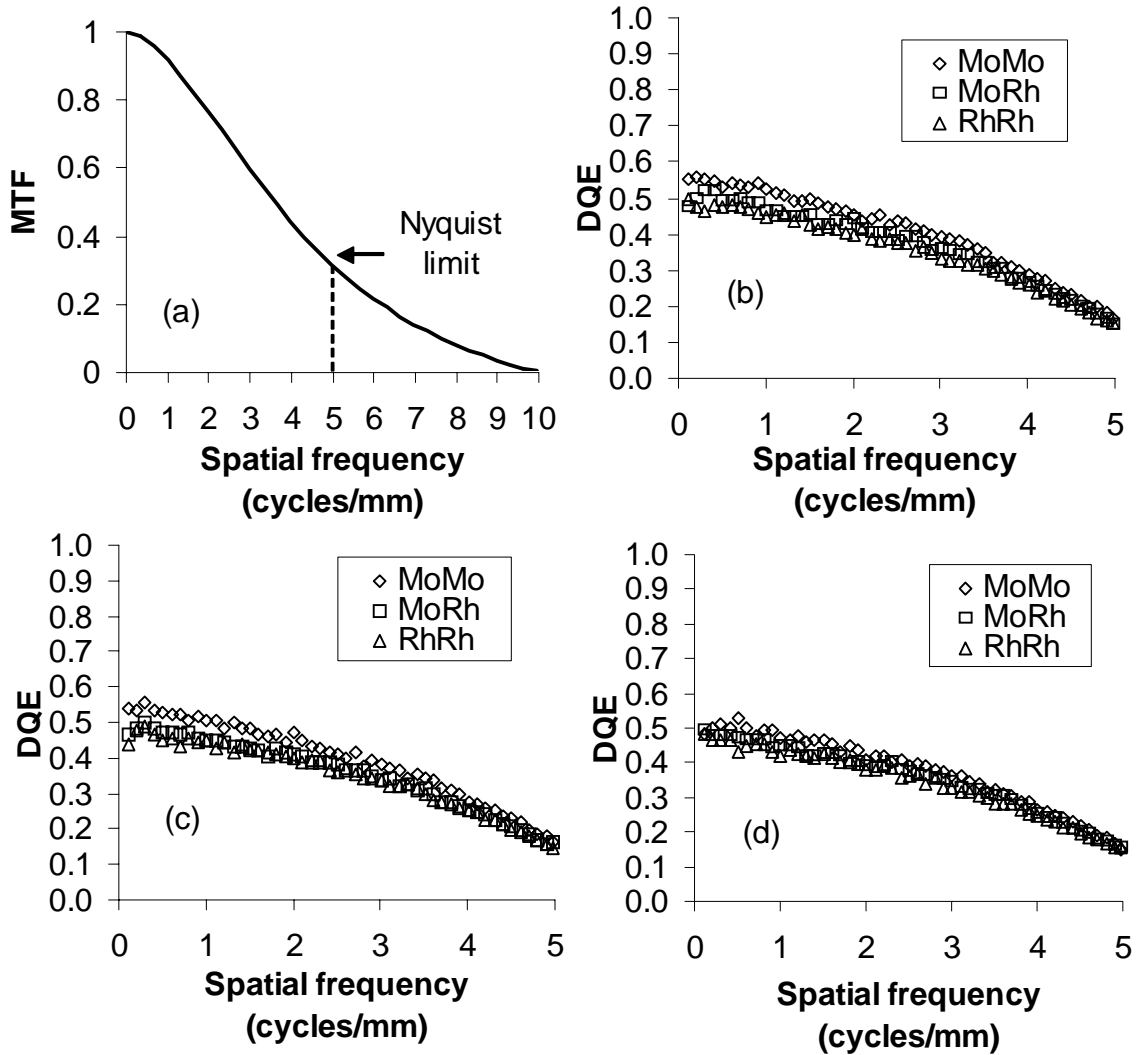 1
0.8
0.6
0.4
0.2
0
MTF
Nyquist
limit
(a)
0 1 2 3 4 5 6 7 8 9 10
Spatial frequency
(cycles/mm)
1.0
0.9
0.8
0.7
0.6
0.5
0.4
0.3
0.2
0.1
0.0
DQE
MoMo
MoRh
RhRh
(b)
0 1 2 3 4 5
Spatial frequency
(cycles/mm)
1.0
0.9
0.8
0.7
0.6
0.5
0.4
0.3
0.2
0.1
0.0
DQE
MoMo
MoRh
RhRh
(c)
0 1 2 3 4 5
Spatial frequency
(cycles/mm)
1.0
0.9
0.8
0.7
0.6
0.5
0.4
0.3
0.2
0.1
0.0
DQE
MoMo
MoRh
RhRh
(d)
0 1 2 3 4 5
Spatial frequency
(cycles/mm)